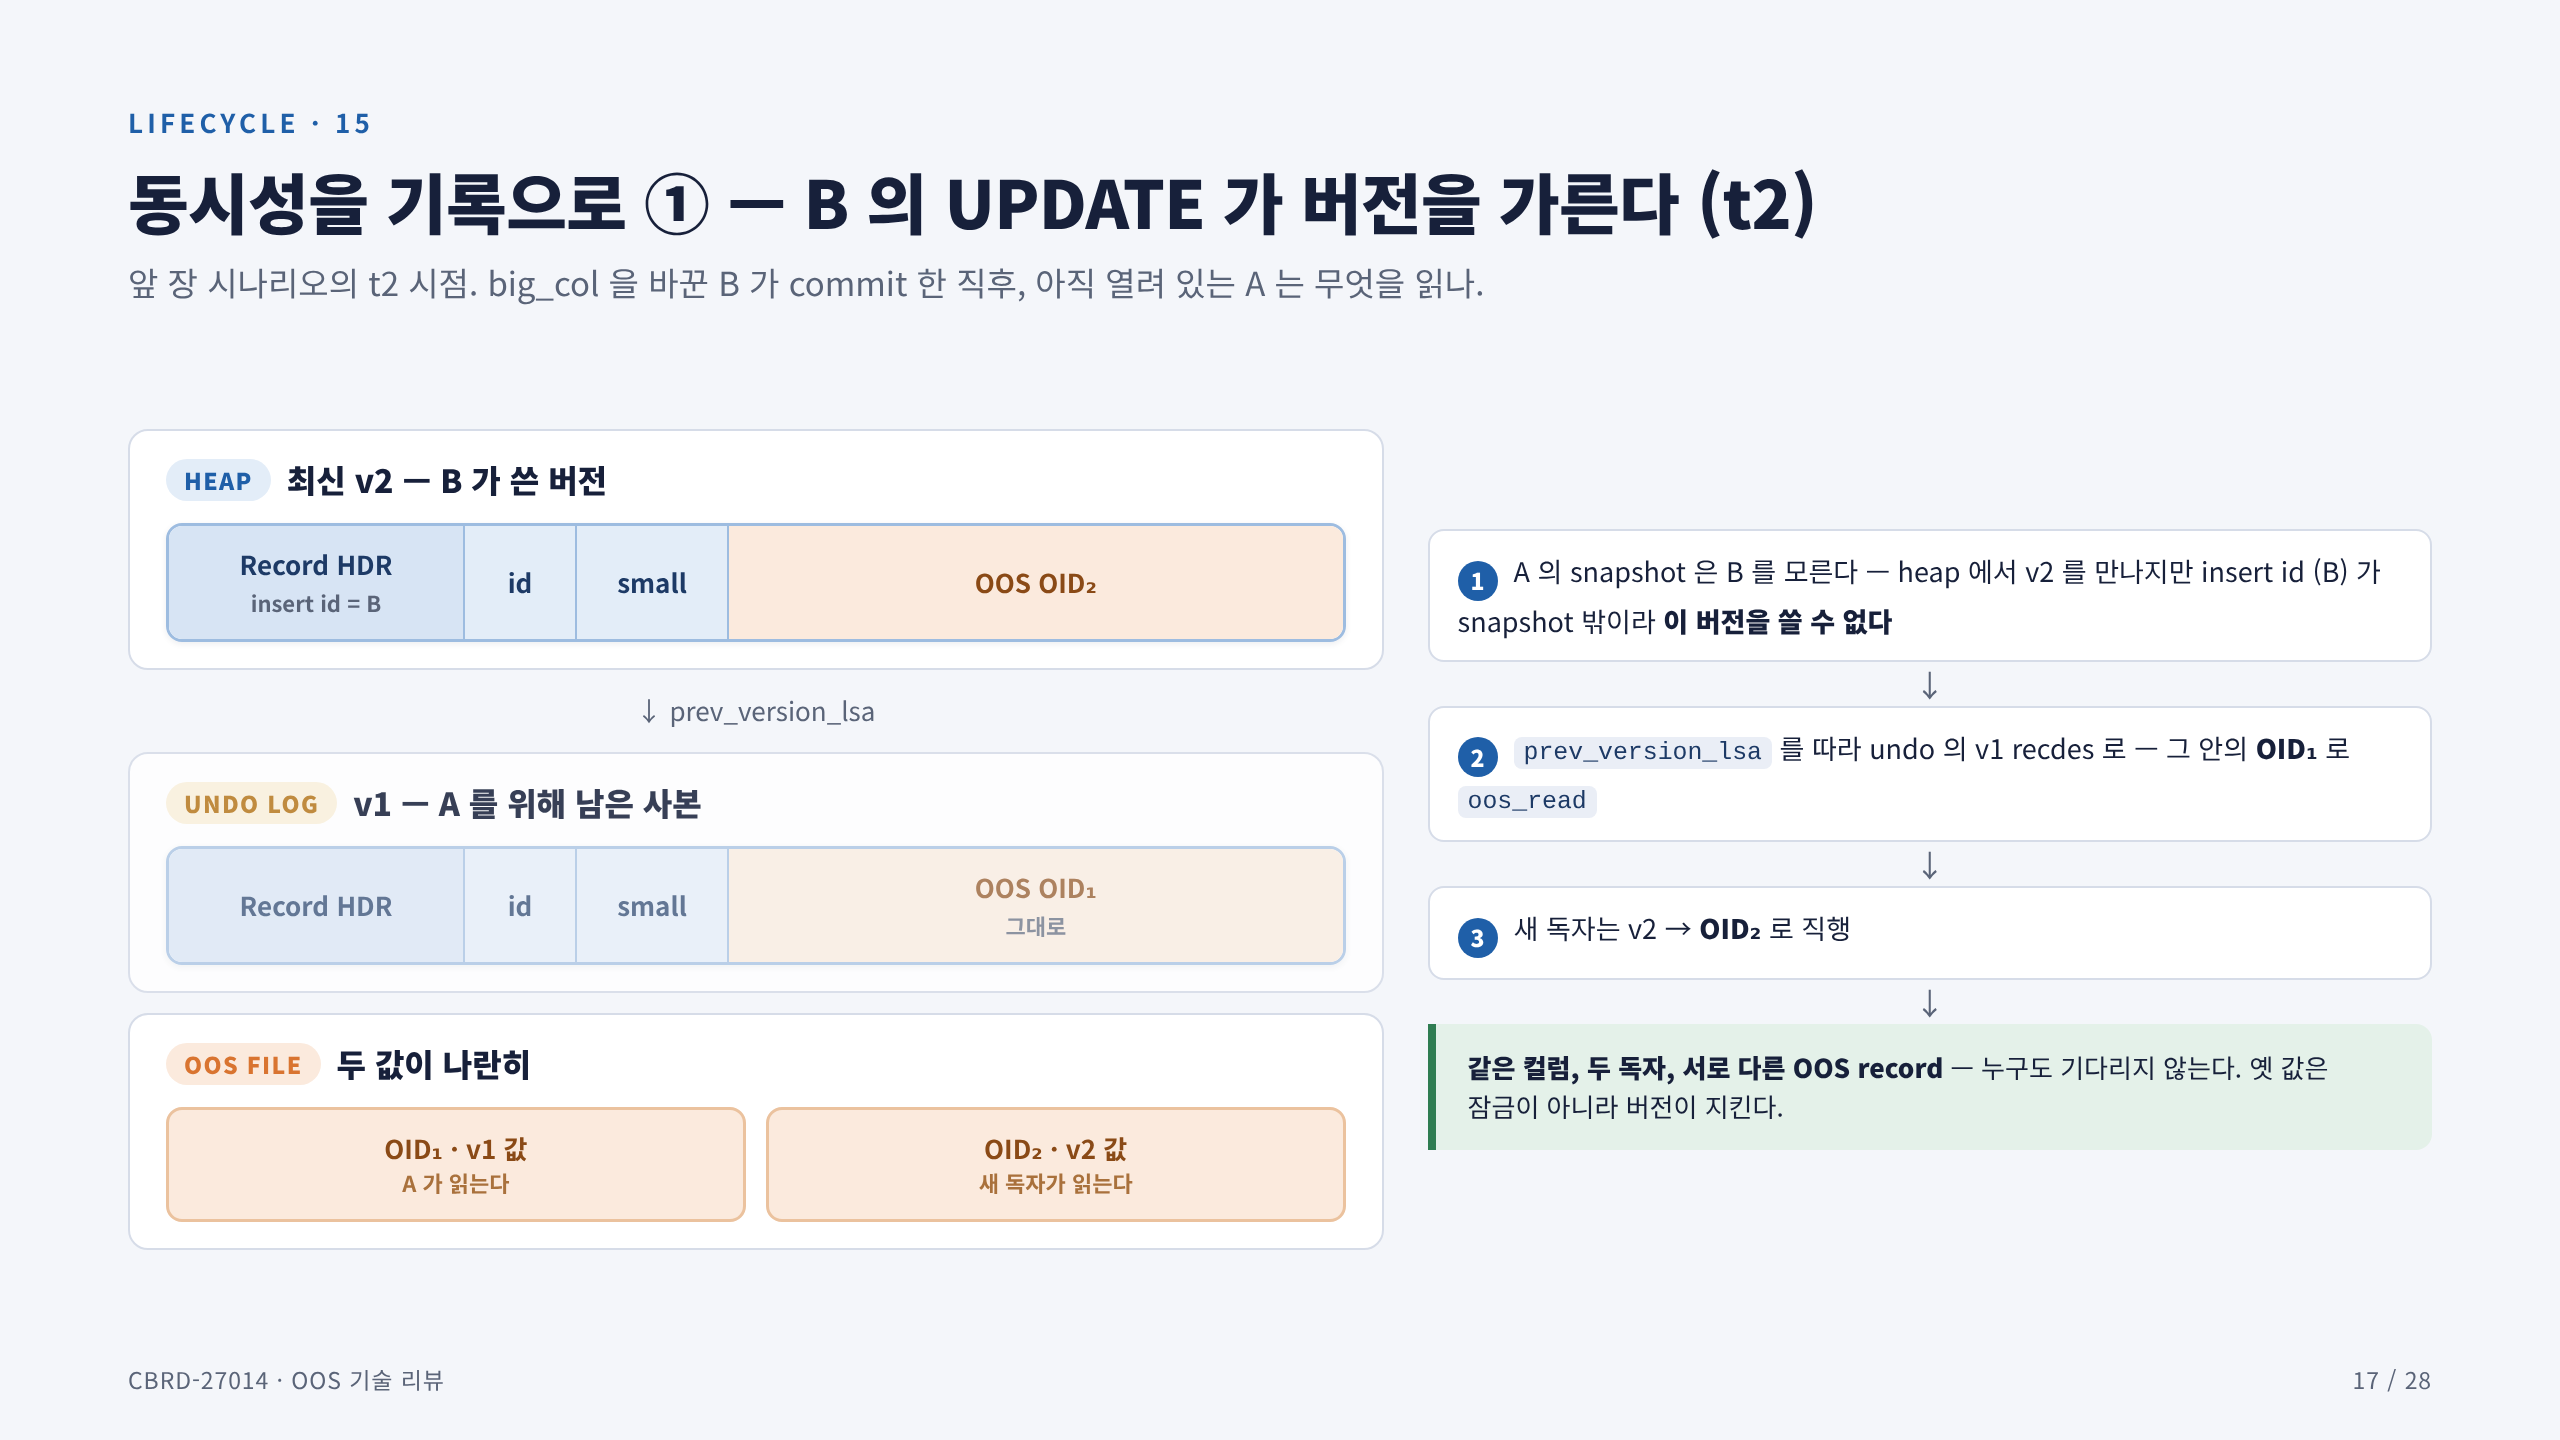 LIFECYCLE · 15
동시성을 기록으로 ① — B 의 UPDATE 가 버전을 가른다 (t2)
앞 장 시나리오의 t2 시점. big_col 을 바꾼 B 가 commit 한 직후, 아직 열려 있는 A 는 무엇을 읽나.
HEAP 최신 v2 — B 가 쓴 버전
Record HDR
insert id = B
id
small
OOS OID₂
↓ prev_version_lsa
UNDO LOG v1 — A 를 위해 남은 사본
Record HDR
id
small
OOS OID₁
그대로
OOS FILE 두 값이 나란히
OID₁ · v1 값
A 가 읽는다
OID₂ · v2 값
새 독자가 읽는다
1 A 의 snapshot 은 B 를 모른다 — heap 에서 v2 를 만나지만 insert id (B) 가
snapshot 밖이라 이 버전을 쓸 수 없다
↓
2 prev_version_lsa 를 따라 undo 의 v1 recdes 로 — 그 안의 OID₁ 로
oos_read
↓
3 새 독자는 v2 → OID₂ 로 직행
↓
같은 컬럼, 두 독자, 서로 다른 OOS record — 누구도 기다리지 않는다. 옛 값은
잠금이 아니라 버전이 지킨다.
CBRD-27014 · OOS 기술 리뷰
17 / 28